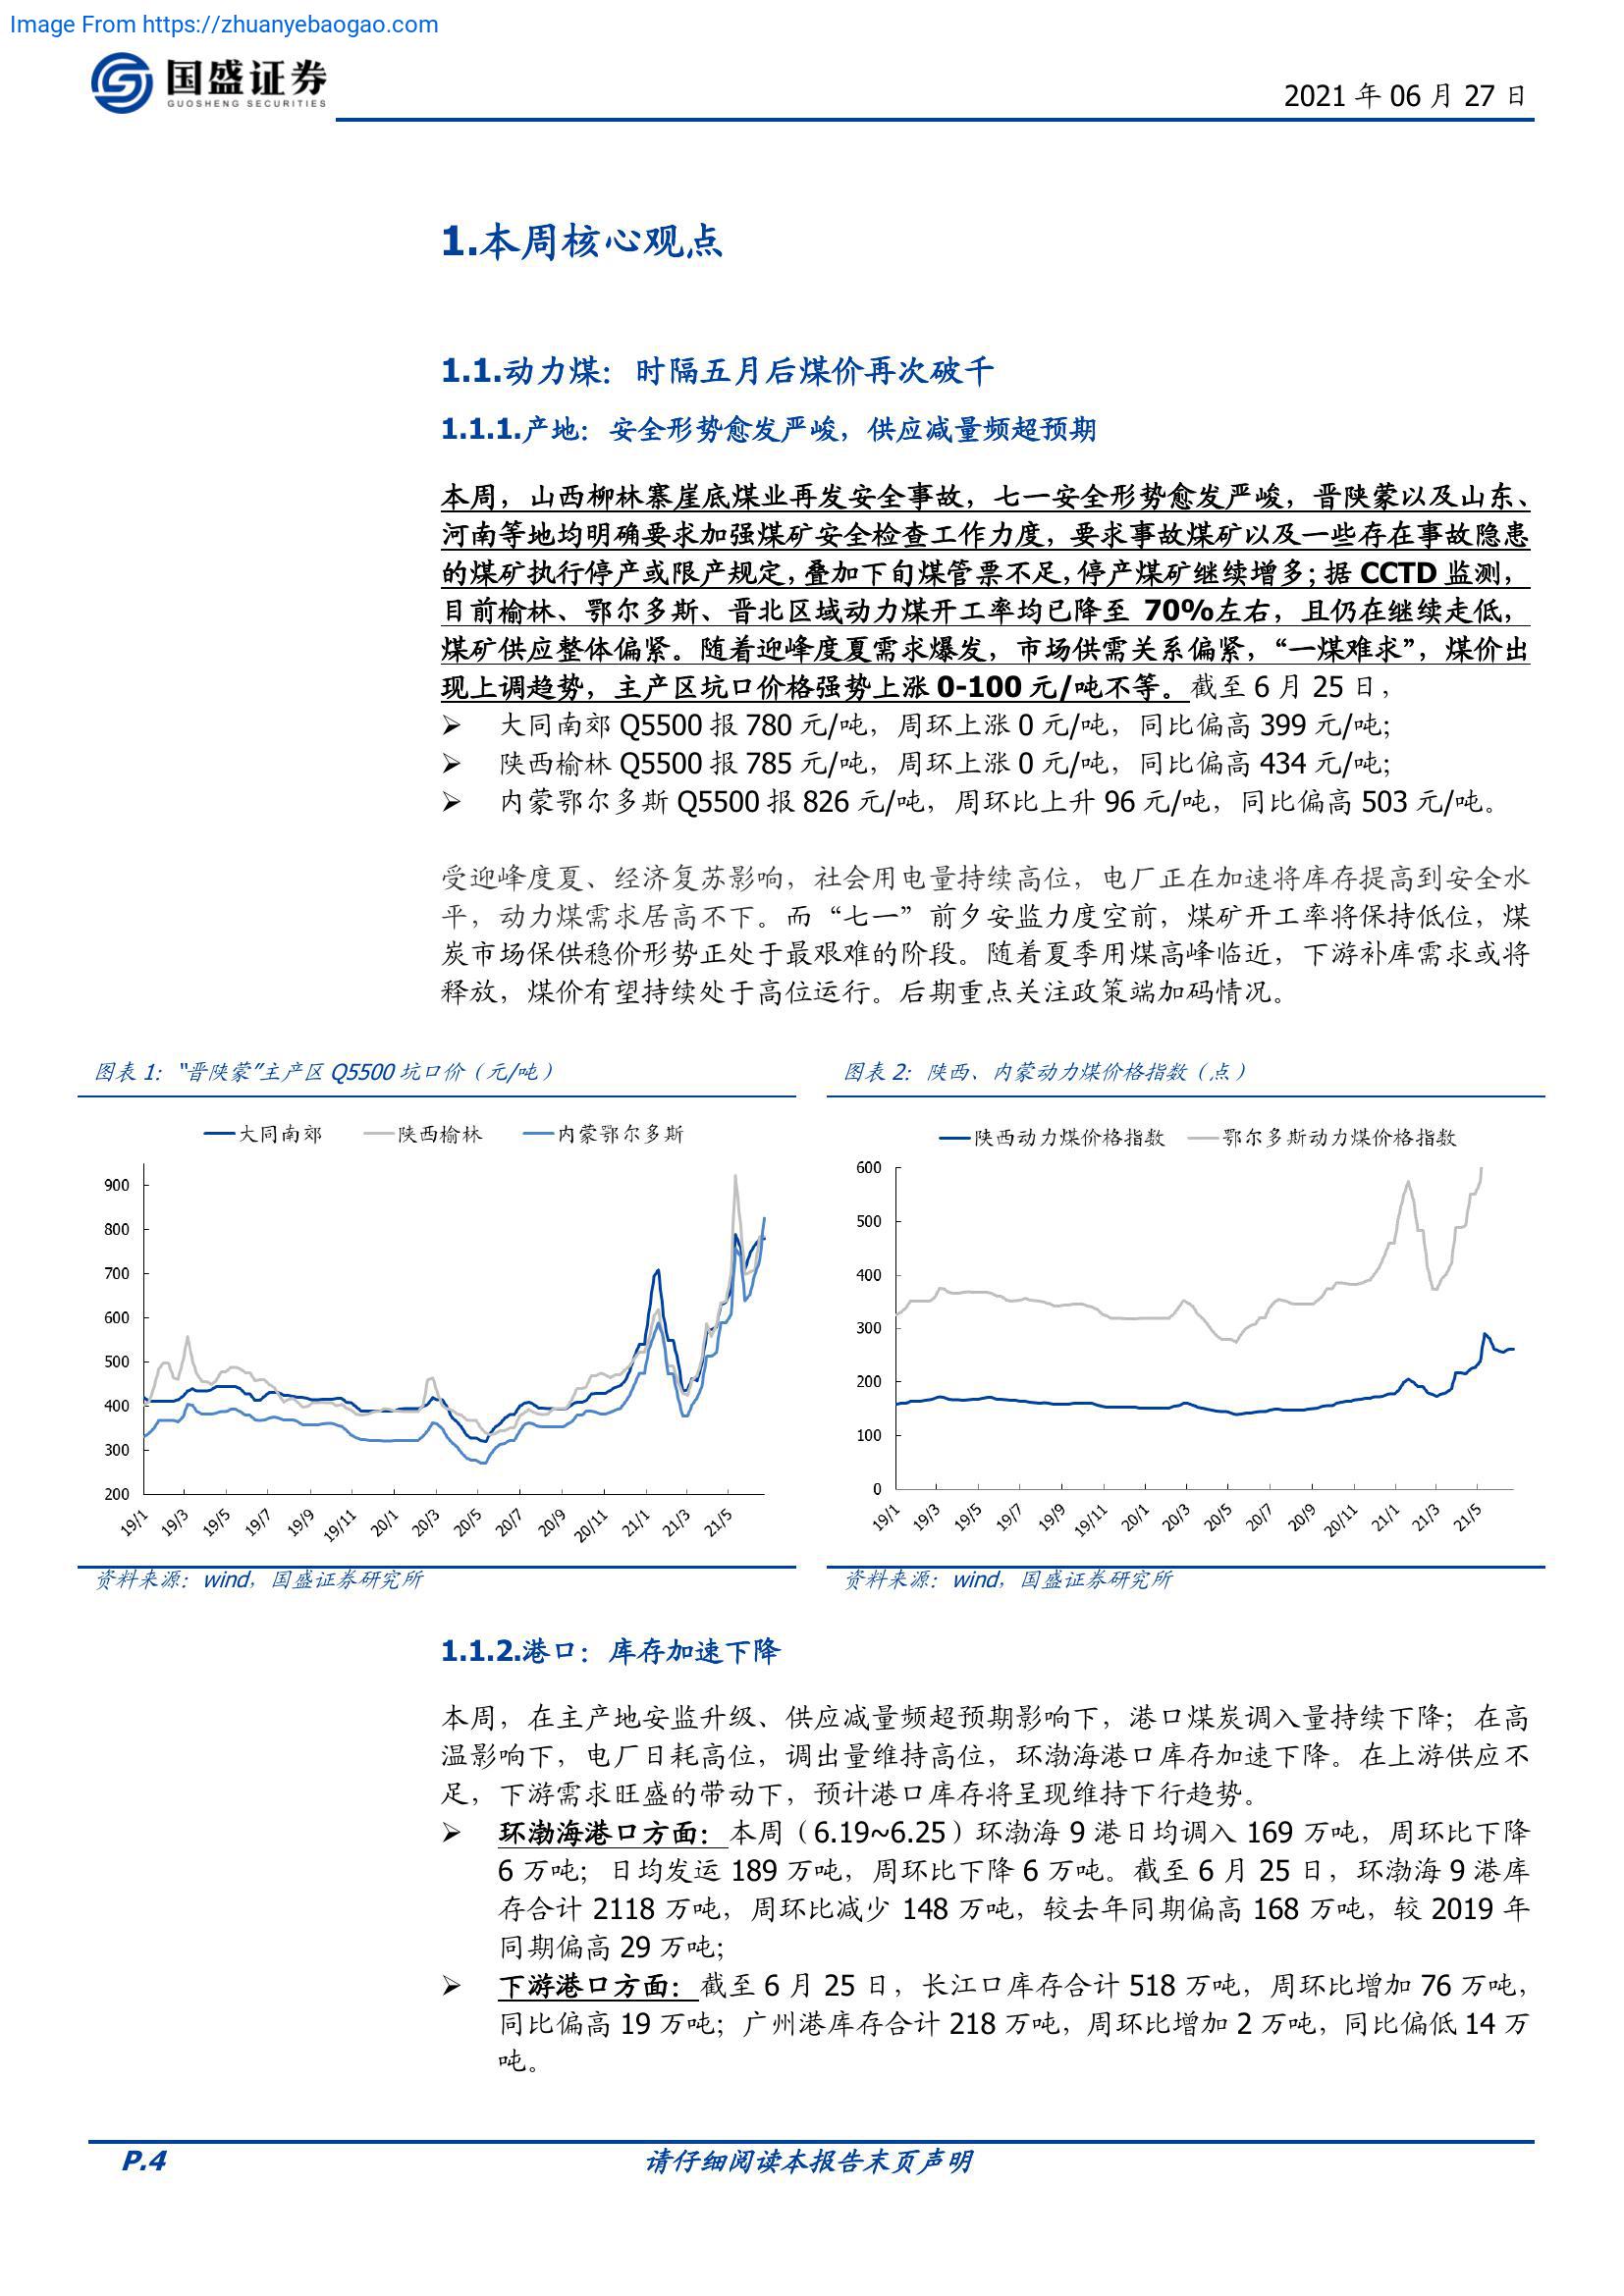 Image From https://zhuanyebaogao.com
国盛证券
GUOSHENG SECURITIES
2021 年 06 月 27 日
1.本周核心观点
1.1.动力煤：时隔五月后煤价再次破千
1.1.1.产地：安全形势愈发严峻，供应减量频超预期
本周，山西柳林寨崖底煤业再发安全事故，七一安全形势愈发严峻，晋陕蒙以及山东、
河南等地均明确要求加强煤矿安全检查工作力度，要求事故煤矿以及一些存在事故隐患
的煤矿执行停产或限产规定，叠加下旬煤管票不足，停产煤矿继续增多；据 CCTD 监测，
目前榆林、鄂尔多斯、晋北区域动力煤开工率均已降至 70%左右，且仍在继续走低，
煤矿供应整体偏紧。随着迎峰度夏需求爆发，市场供需关系偏紧，“一煤难求”，煤价出
现上调趋势，主产区坑口价格强势上涨 0-100 元/吨不等。截至 6 月 25 日，
➢ 大同南郊 Q5500 报 780 元/吨，周环上涨 0 元/吨，同比偏高 399 元/吨；
➢ 陕西榆林 Q5500 报 785 元/吨，周环上涨 0 元/吨，同比偏高 434 元/吨；
➢ 内蒙鄂尔多斯 Q5500 报 826 元/吨，周环比上升 96 元/吨，同比偏高 503 元/吨。
受迎峰度夏、经济复苏影响，社会用电量持续高位，电厂正在加速将库存提高到安全水
平，动力煤需求居高不下。而“七一”前夕安监力度空前，煤矿开工率将保持低位，煤
炭市场保供稳价形势正处于最艰难的阶段。随着夏季用煤高峰临近，下游补库需求或将
释放，煤价有望持续处于高位运行。后期重点关注政策端加码情况。
图表 1：“晋陕蒙”主产区 Q5500 坑口价（元/吨）
大同南郊 陕西榆林 内蒙鄂尔多斯
900
800
700
600
500
400
300
200
19/1 19/3 19/5 19/7 19/9 19/11 20/1 20/3 20/5 20/7 20/9 20/11 21/1 21/3 21/5
资料来源：wind，国盛证券研究所
图表 2：陕西、内蒙动力煤价格指数（点）
陕西动力煤价格指数 鄂尔多斯动力煤价格指数
600
500
400
300
200
100
0
19/1 19/3 19/5 19/7 19/9 19/11 20/1 20/3 20/5 20/7 20/9 20/11 21/1 21/3 21/5
资料来源：wind，国盛证券研究所
1.1.2.港口：库存加速下降
本周，在主产地安监升级、供应减量频超预期影响下，港口煤炭调入量持续下降；在高
温影响下，电厂日耗高位，调出量维持高位，环渤海港口库存加速下降。在上游供应不
足，下游需求旺盛的带动下，预计港口库存将呈现维持下行趋势。
➢ 环渤海港口方面：本周（6.19~6.25）环渤海 9 港日均调入 169 万吨，周环比下降
6 万吨；日均发运 189 万吨，周环比下降 6 万吨。截至 6 月 25 日，环渤海 9 港库
存合计 2118 万吨，周环比减少 148 万吨，较去年同期偏高 168 万吨，较 2019 年
同期偏高 29 万吨；
➢ 下游港口方面：截至 6 月 25 日，长江口库存合计 518 万吨，周环比增加 76 万吨，
同比偏高 19 万吨；广州港库存合计 218 万吨，周环比增加 2 万吨，同比偏低 14 万
吨。
P.4
请仔细阅读本报告末页声明